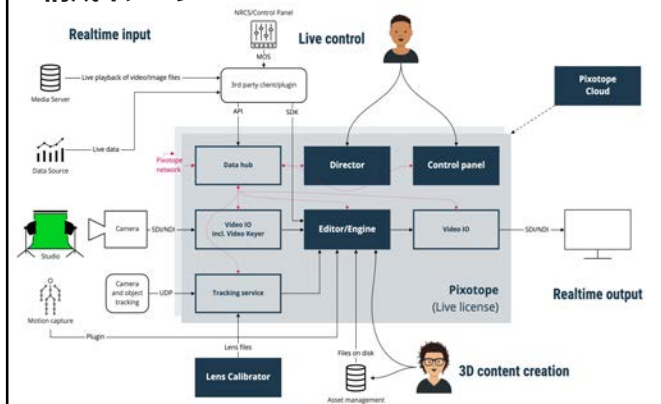 Realtime input
NRCS/Control Panel
MOS
Live control
Live playback of video/image files
Media Server
3rd party client/plugin
Pixotope
Cloud
API
SDK
Live data
Data Source
Pixotope
network
Data hub
Director
Control panel
Studio
Camera
SDI/NDI
Video IO
incl. Video Keyer
Editor/Engine
Video IO
SDI/NDI
Camera
and object
tracking
UDP
Tracking service
Pixotope
(Live license)
Realtime output
Motion capture
Plugin
Lens files
Files on disk
Lens Calibrator
3D content creation
Asset management